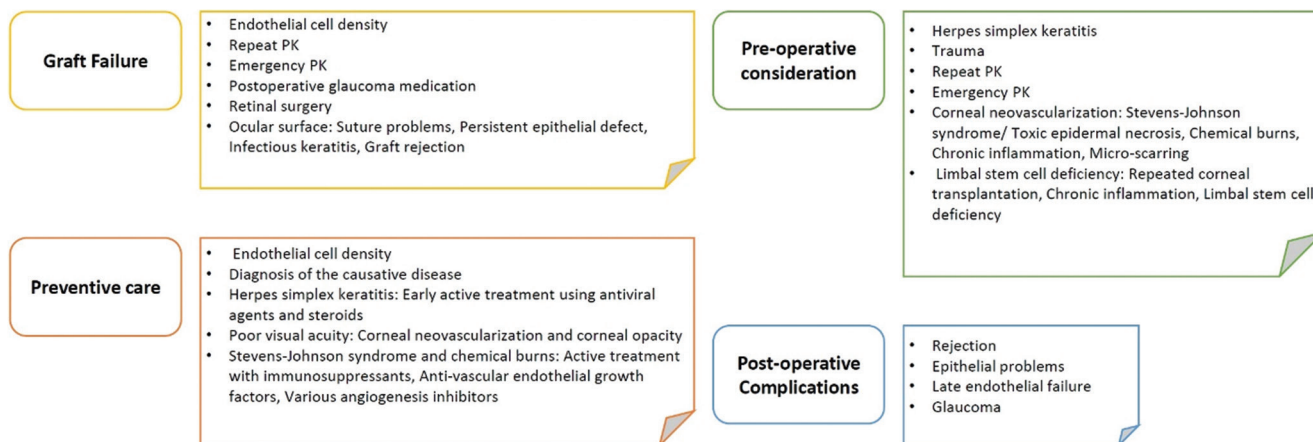 Graft Failure
• Endothelial cell density
• Repeat PK
• Emergency PK
• Postoperative glaucoma medication
• Retinal surgery
• Ocular surface: Suture problems, Persistent epithelial defect,
Infectious keratitis, Graft rejection
Pre-operative
consideration
• Herpes simplex keratitis
• Trauma
• Repeat PK
• Emergency PK
• Corneal neovascularization: Stevens-Johnson
syndrome/ Toxic epidermal necrosis, Chemical burns,
Chronic inflammation, Micro-scarring
• Limbal stem cell deficiency: Repeated corneal
transplantation, Chronic inflammation, Limbal stem cell
deficiency
Preventive care
• Endothelial cell density
• Diagnosis of the causative disease
• Herpes simplex keratitis: Early active treatment using antiviral
agents and steroids
• Poor visual acuity: Corneal neovascularization and corneal opacity
• Stevens-Johnson syndrome and chemical burns: Active treatment
with immunosuppressants, Anti-vascular endothelial growth
factors, Various angiogenesis inhibitors
Post-operative
Complications
• Rejection
• Epithelial problems
• Late endothelial failure
• Glaucoma